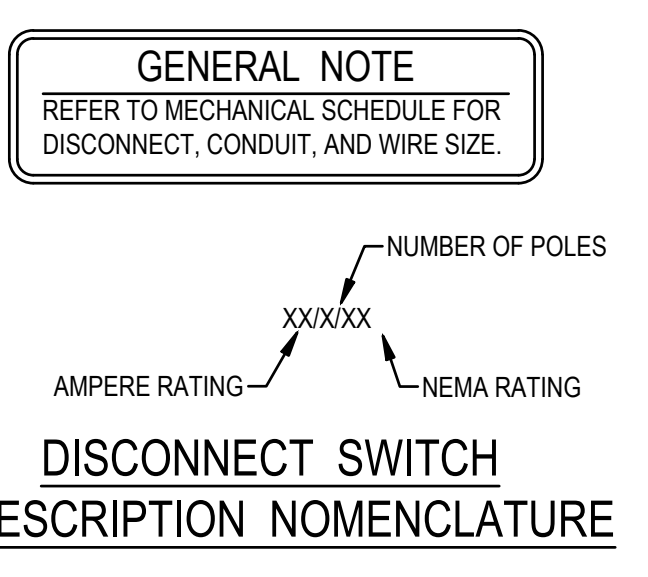 GENERAL NOTE
REFER TO MECHANICAL SCHEDULE FOR
DISCONNECT, CONDUIT, AND WIRE SIZE.
NUMBER OF POLES
XX/X/XX
AMPERE RATING
NEMA RATING
DISCONNECT SWITCH
ESCRIPTION NOMENCLATURE